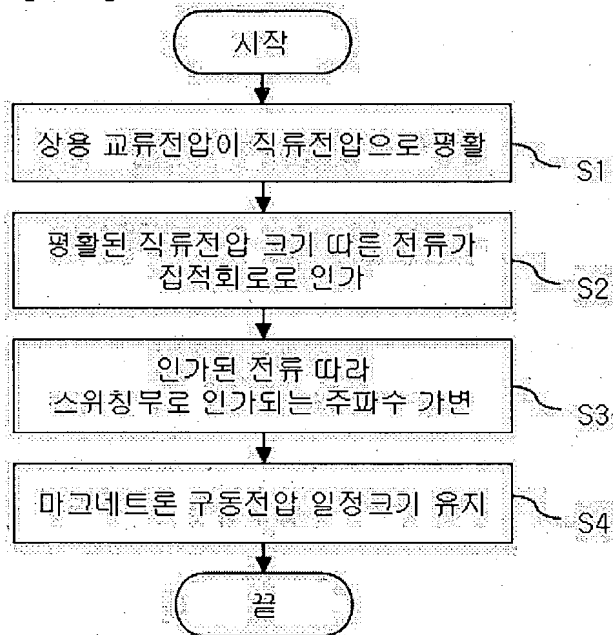 시작
상용 교류전압이 직류전압으로 평활
S1
평활된 직류전압 크기 따른 전류가
집적회로로 인가
S2
인가된 전류 따라
스위칭부로 인가되는 주파수 가변
S3
마그네트론 구동전압 일정크기 유지
S4
끝